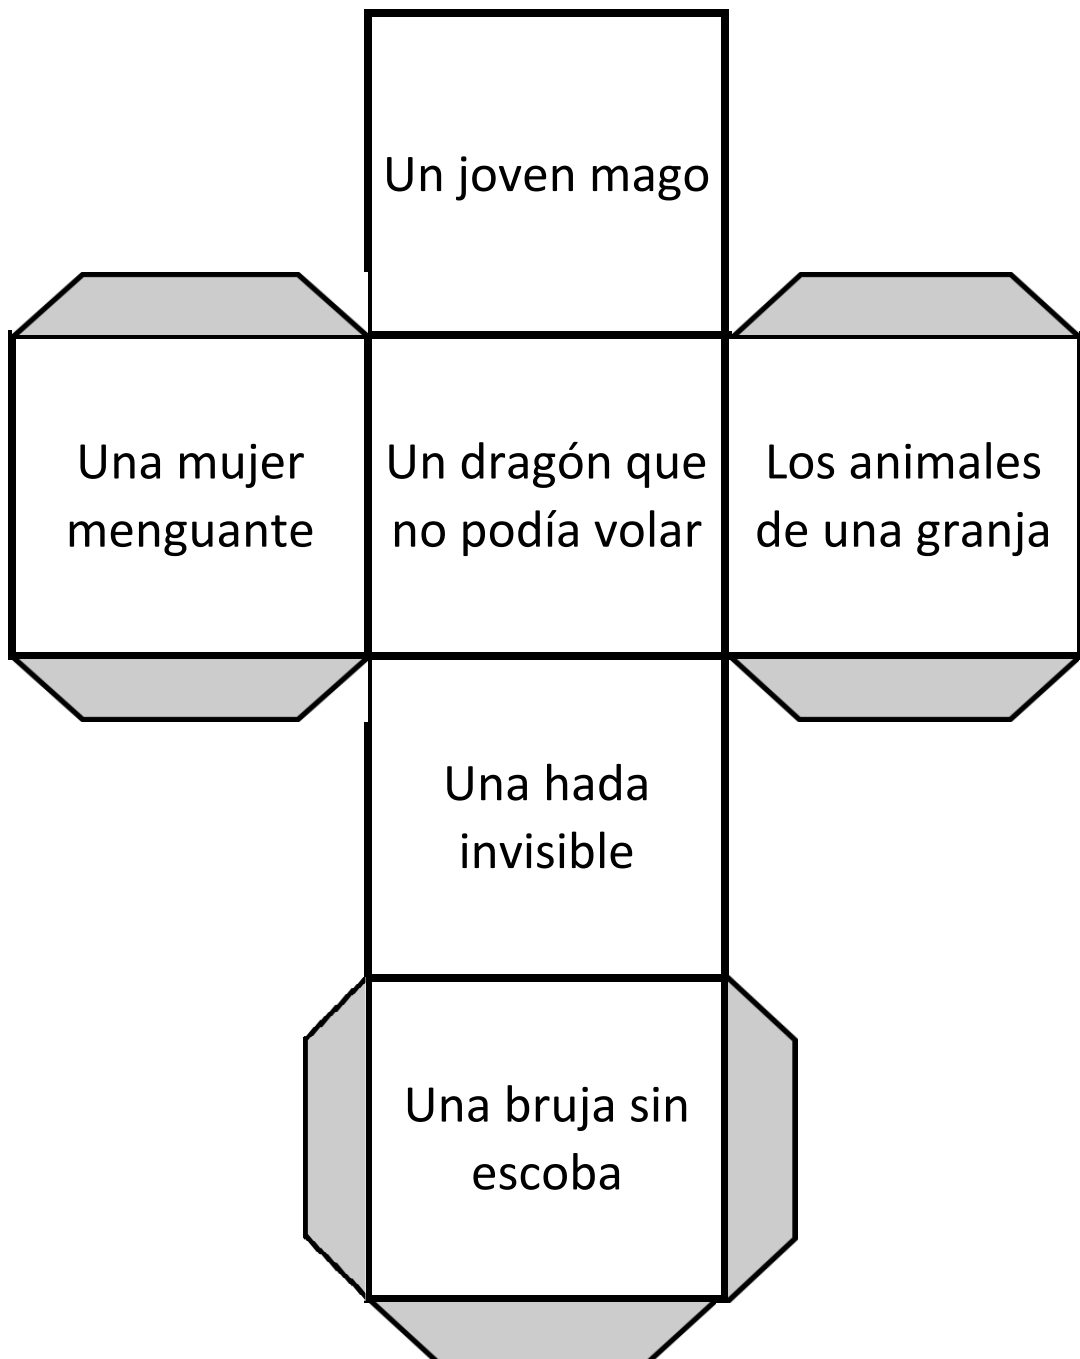 Un joven mago
Una mujer
menguante
Un dragón que
no podía volar
Los animales
de una granja
Una hada
invisible
Una bruja sin
escoba